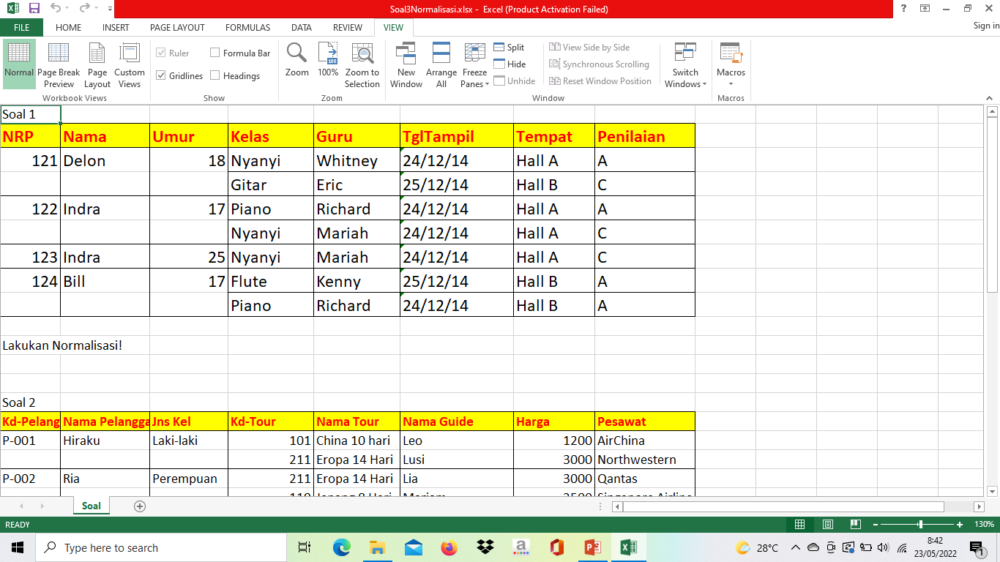 Soal3Normalisasi.xlsx - Excel (Product Activation Failed)
FILE HOME INSERT PAGE LAYOUT FORMULAS DATA REVIEW VIEW Sign in
Normal Page Break Preview Page Layout Custom Views
Ruler Formula Bar
Gridlines Headings
Zoom 100% Zoom to Selection
New Window Arrange All Freeze Panes
Split
Hide
Unhide
View Side by Side
Synchronous Scrolling
Reset Window Position
Switch Windows Macros
Workbook Views Show Zoom Window Macros
Soal 1
NRP Nama Umur Kelas Guru TglTampil Tempat Penilaian
121 Delon 18 Nyanyi Whitney 24/12/14 Hall A A
Gitar Eric 25/12/14 Hall B C
122 Indra 17 Piano Richard 24/12/14 Hall A A
Nyanyi Mariah 24/12/14 Hall A C
123 Indra 25 Nyanyi Mariah 24/12/14 Hall A C
124 Bill 17 Flute Kenny 25/12/14 Hall B A
Piano Richard 24/12/14 Hall B A
Lakukan Normalisasi!
Soal 2
Kd-Pelang Nama Pelangga Jns Kel Kd-Tour Nama Tour Nama Guide Harga Pesawat
P-001 Hiraku Laki-laki 101 China 10 hari Leo 1200 AirChina
211 Eropa 14 Hari Lusi 3000 Northwestern
P-002 Ria Perempuan 211 Eropa 14 Hari Lia 3000 Qantas
Soal
READY 130%
Type here to search
28°C
8:42
23/05/2022
1